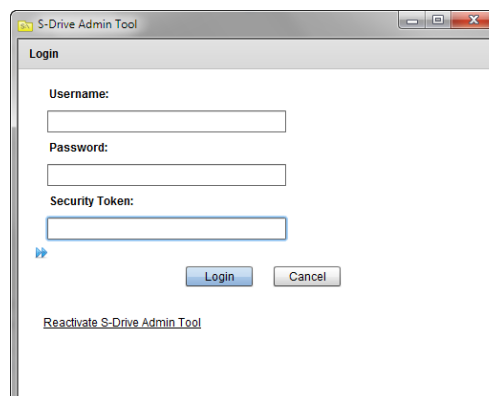 S-Drive Admin Tool
Login
Username:
Password:
Security Token:
Login Cancel
Reactivate S-Drive Admin Tool